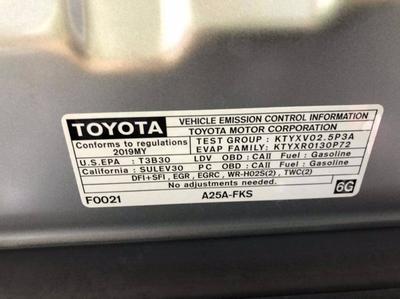 TOYOTA
VEHICLE EMISSION CONTROL INFORMATION
TOYOTA MOTOR CORPORATION
Conforms to regulations
2019MY
TEST GROUP : KTYXV02.5P3A
EVAP FAMILY: KTYXR0130P72
U.S.EPA : T3B30 LDV OBD : CAII Fuel : Gasoline
California : SULEV30 PC OBD : CAII Fuel : Gasoline
No adjustments needed
DFI+SFI , EGR , EGRC , WR-HO2S(2) , TWC(2)
F0021 A25A-FKS 6G